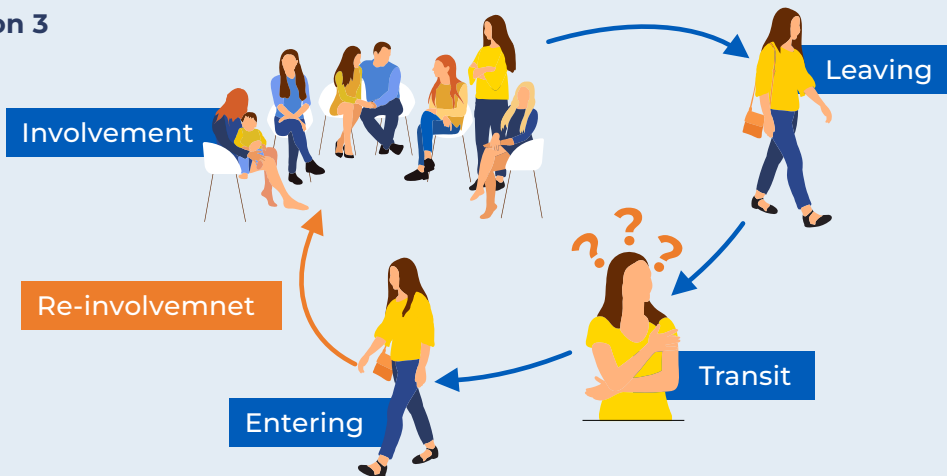 on 3
Leaving
Involvement
Re-involvemnet
Transit
Entering
? ? ?